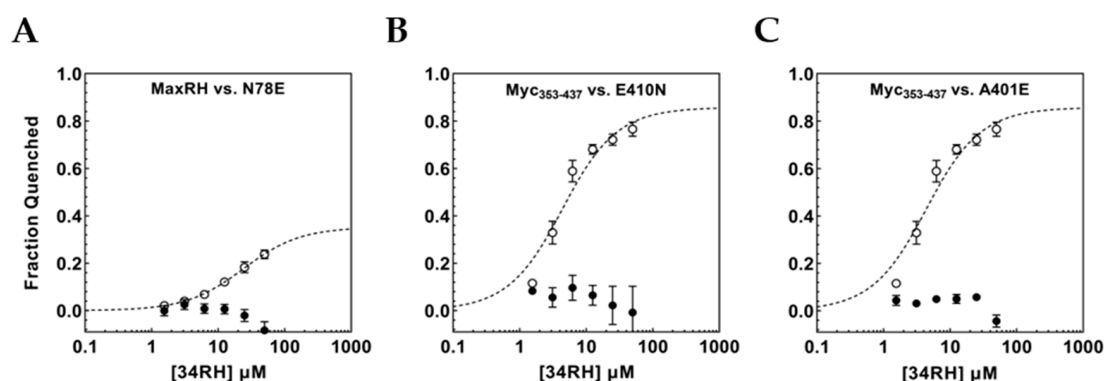 A
B
C
MaxRH vs. N78E
Myc353-437 vs. E410N
Myc353-437 vs. A401E
Fraction Quenched
1.0
0.8
0.6
0.4
0.2
0.0
0.1 1 10 100 1000
[34RH] μM
1.0
0.8
0.6
0.4
0.2
0.0
0.1 1 10 100 1000
[34RH] μM
1.0
0.8
0.6
0.4
0.2
0.0
0.1 1 10 100 1000
[34RH] μM